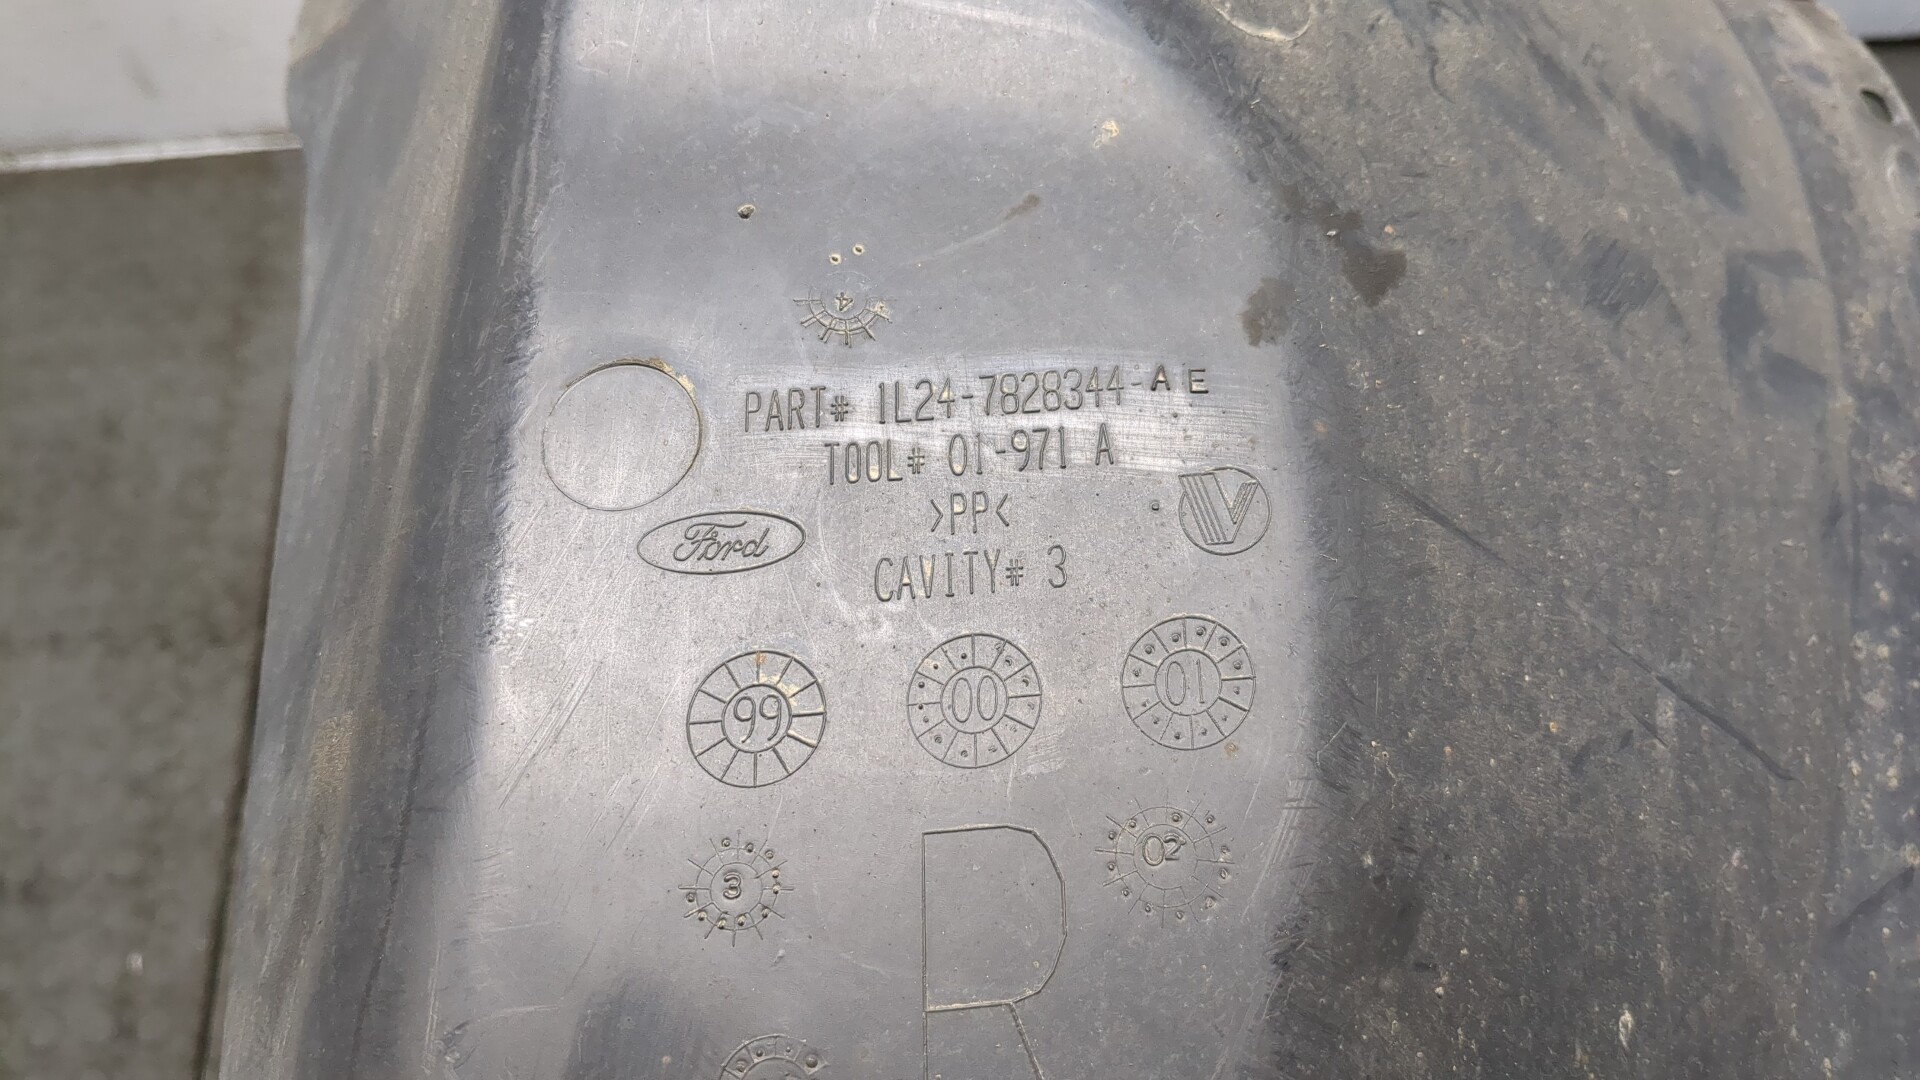 4
PART# 1L24-7828344-AE
TOOL# 01-971 A
>PP<
Ford
V
CAVITY# 3
99
00
01
3
02
R